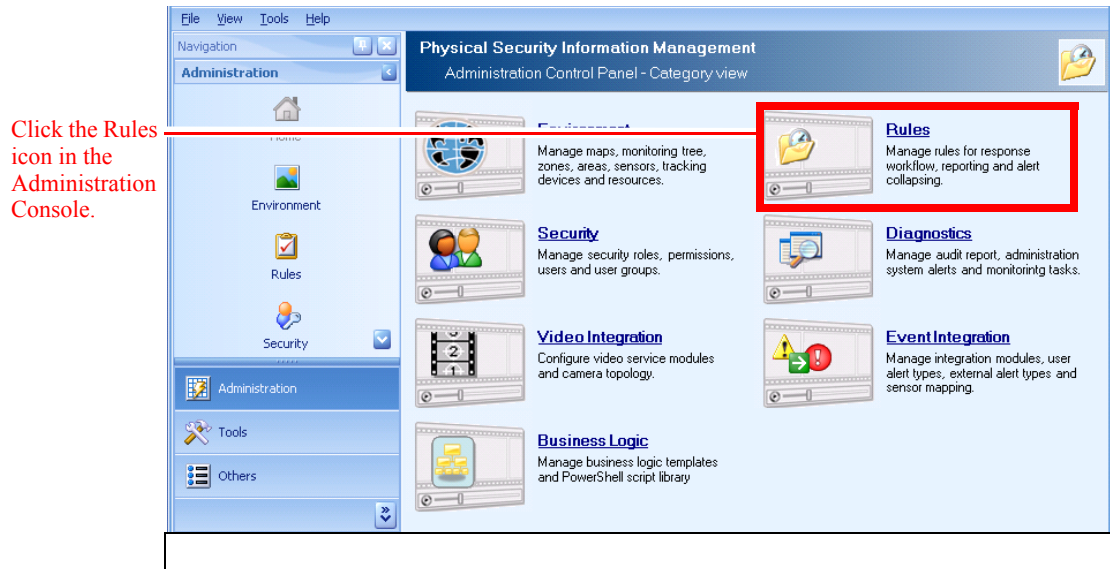 File View Tools Help
Navigation
Administration
Physical Security Information Management
Administration Control Panel - Category view
Click the Rules
icon in the
Administration
Console.
Home
Environment
Rules
Security
Administration
Tools
Others
Environment
Manage maps, monitoring tree,
zones, areas, sensors, tracking
devices and resources.
Rules
Manage rules for response
workflow, reporting and alert
collapsing.
Security
Manage security roles, permissions,
users and user groups.
Diagnostics
Manage audit report, administration
system alerts and monitorintg tasks.
Video Integration
Configure video service modules
and camera topology.
Event Integration
Manage integration modules, user
alert types, external alert types and
sensor mapping.
Business Logic
Manage business logic templates
and PowerShell script library